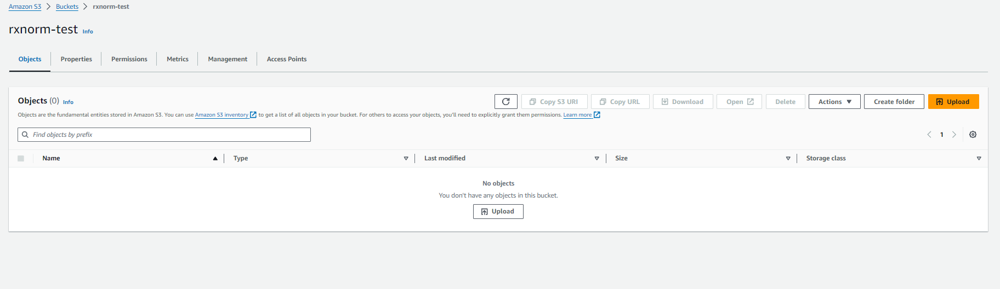 Amazon S3 > Buckets > rxnorm-test
rxnorm-test Info
Objects Properties Permissions Metrics Management Access Points
Objects (0) Info Copy S3 URI Copy URL Download Open Delete Actions Create folder Upload
Objects are the fundamental entities stored in Amazon S3. You can use Amazon S3 inventory to get a list of all objects in your bucket. For others to access your objects, you'll need to explicitly grant them permissions. Learn more
Find objects by prefix 1
Name Type Last modified Size Storage class
No objects
You don't have any objects in this bucket.
Upload